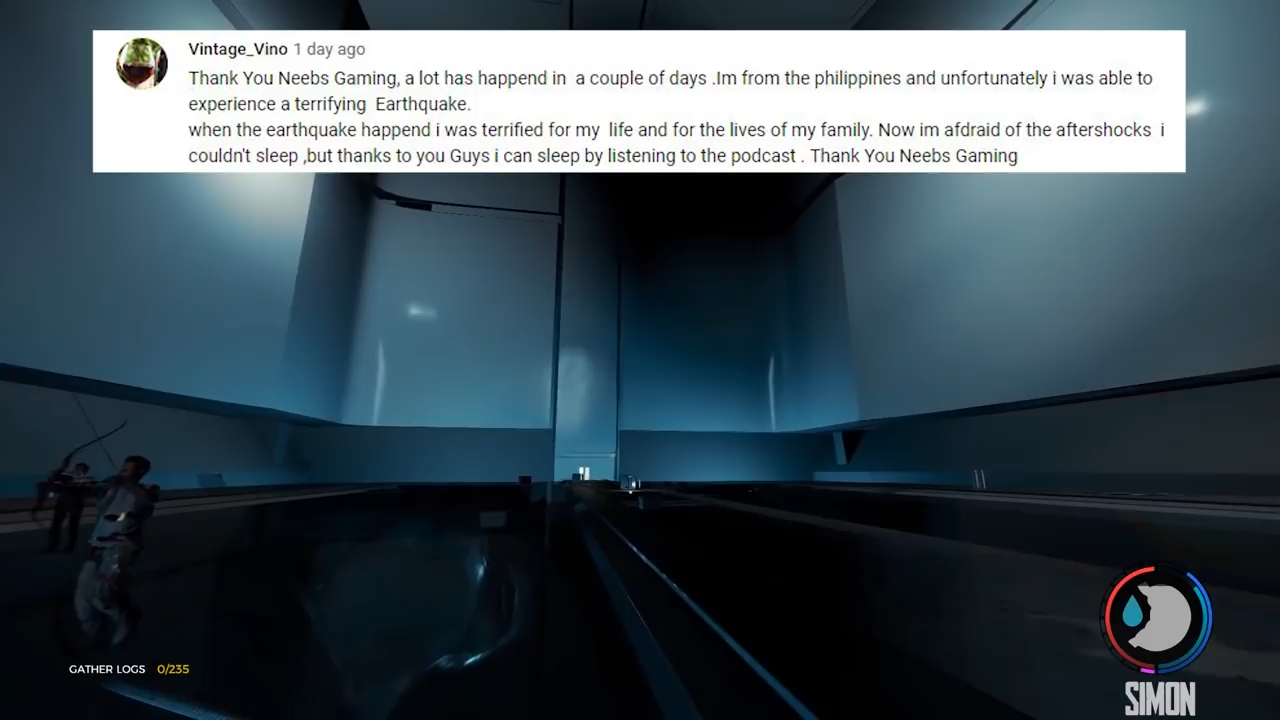 Vintage_Vino 1 day ago
Thank You Neebs Gaming, a lot has happend in a couple of days .Im from the philippines and unfortunately i was able to
experience a terrifying Earthquake.
when the earthquake happend i was terrified for my life and for the lives of my family. Now im afdraid of the aftershocks i
couldn't sleep ,but thanks to you Guys i can sleep by listening to the podcast . Thank You Neebs Gaming
GATHER LOGS 0/235
SIMON